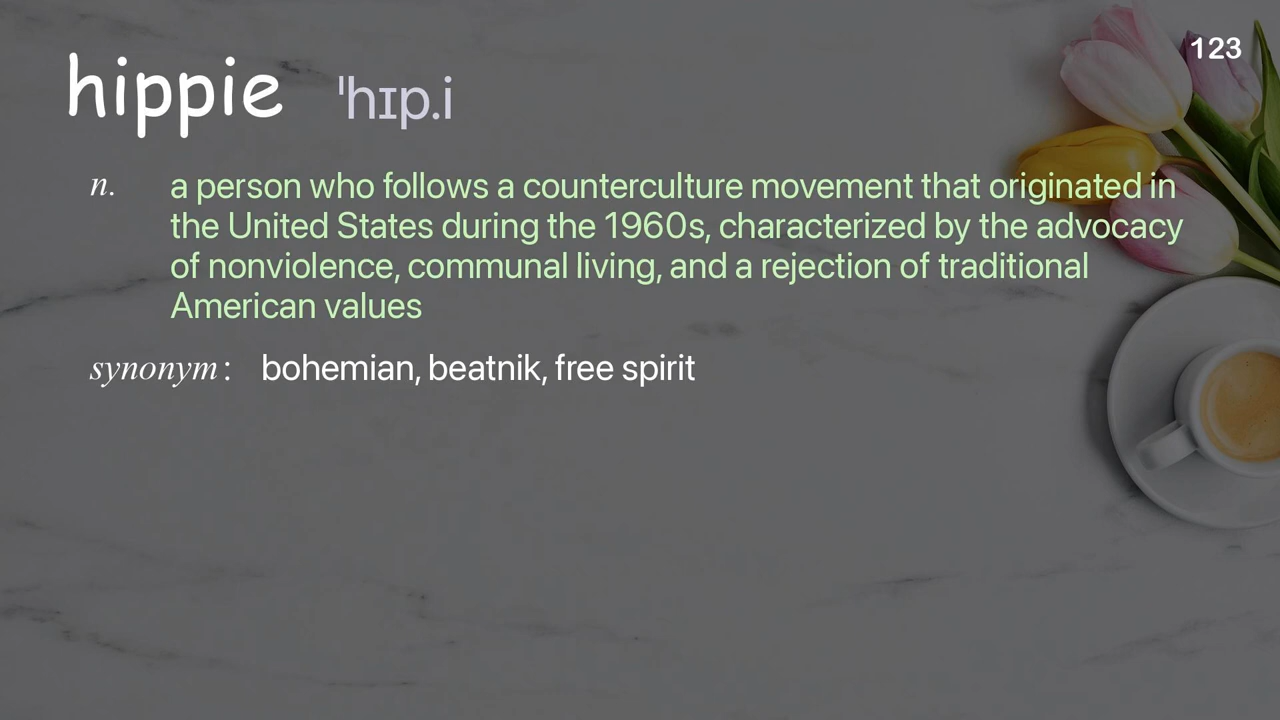 123
hippie ˈhɪp.i
n. a person who follows a counterculture movement that originated in
the United States during the 1960s, characterized by the advocacy
of nonviolence, communal living, and a rejection of traditional
American values
synonym: bohemian, beatnik, free spirit